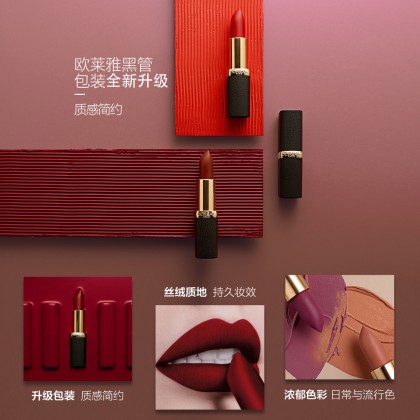 欧莱雅黑管
包装全新升级
质感简约
丝绒质地 持久妆效
升级包装 质感简约
浓郁色彩 日常与流行色